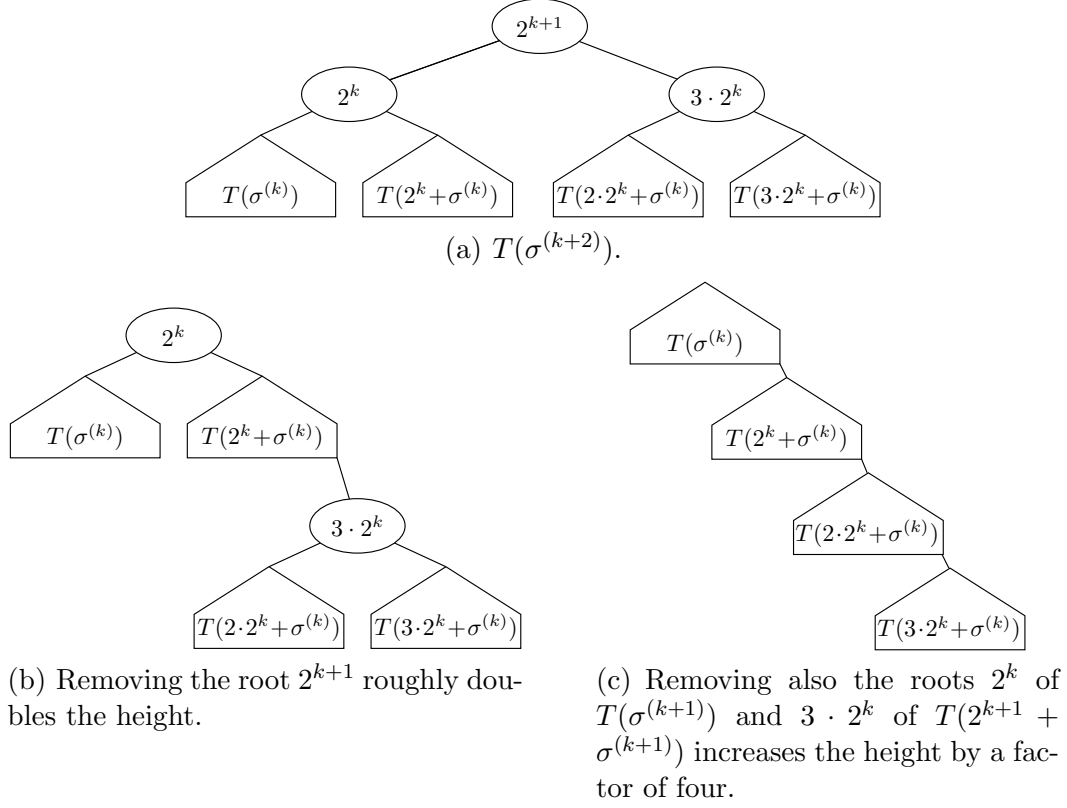 2^{k+1}
2^k
3 · 2^k
T(σ^{(k)})
T(2^k+σ^{(k)})
T(2·2^k+σ^{(k)})
T(3·2^k+σ^{(k)})
(a) T(σ^{(k+2)}).
2^k
T(σ^{(k)})
T(2^k+σ^{(k)})
3 · 2^k
T(2·2^k+σ^{(k)})
T(3·2^k+σ^{(k)})
(b) Removing the root 2^{k+1} roughly dou-
bles the height.
T(σ^{(k)})
T(2^k+σ^{(k)})
T(2·2^k+σ^{(k)})
T(3·2^k+σ^{(k)})
(c) Removing also the roots 2^k of
T(σ^{(k+1)}) and 3 · 2^k of T(2^{k+1} +
σ^{(k+1)}) increases the height by a fac-
tor of four.